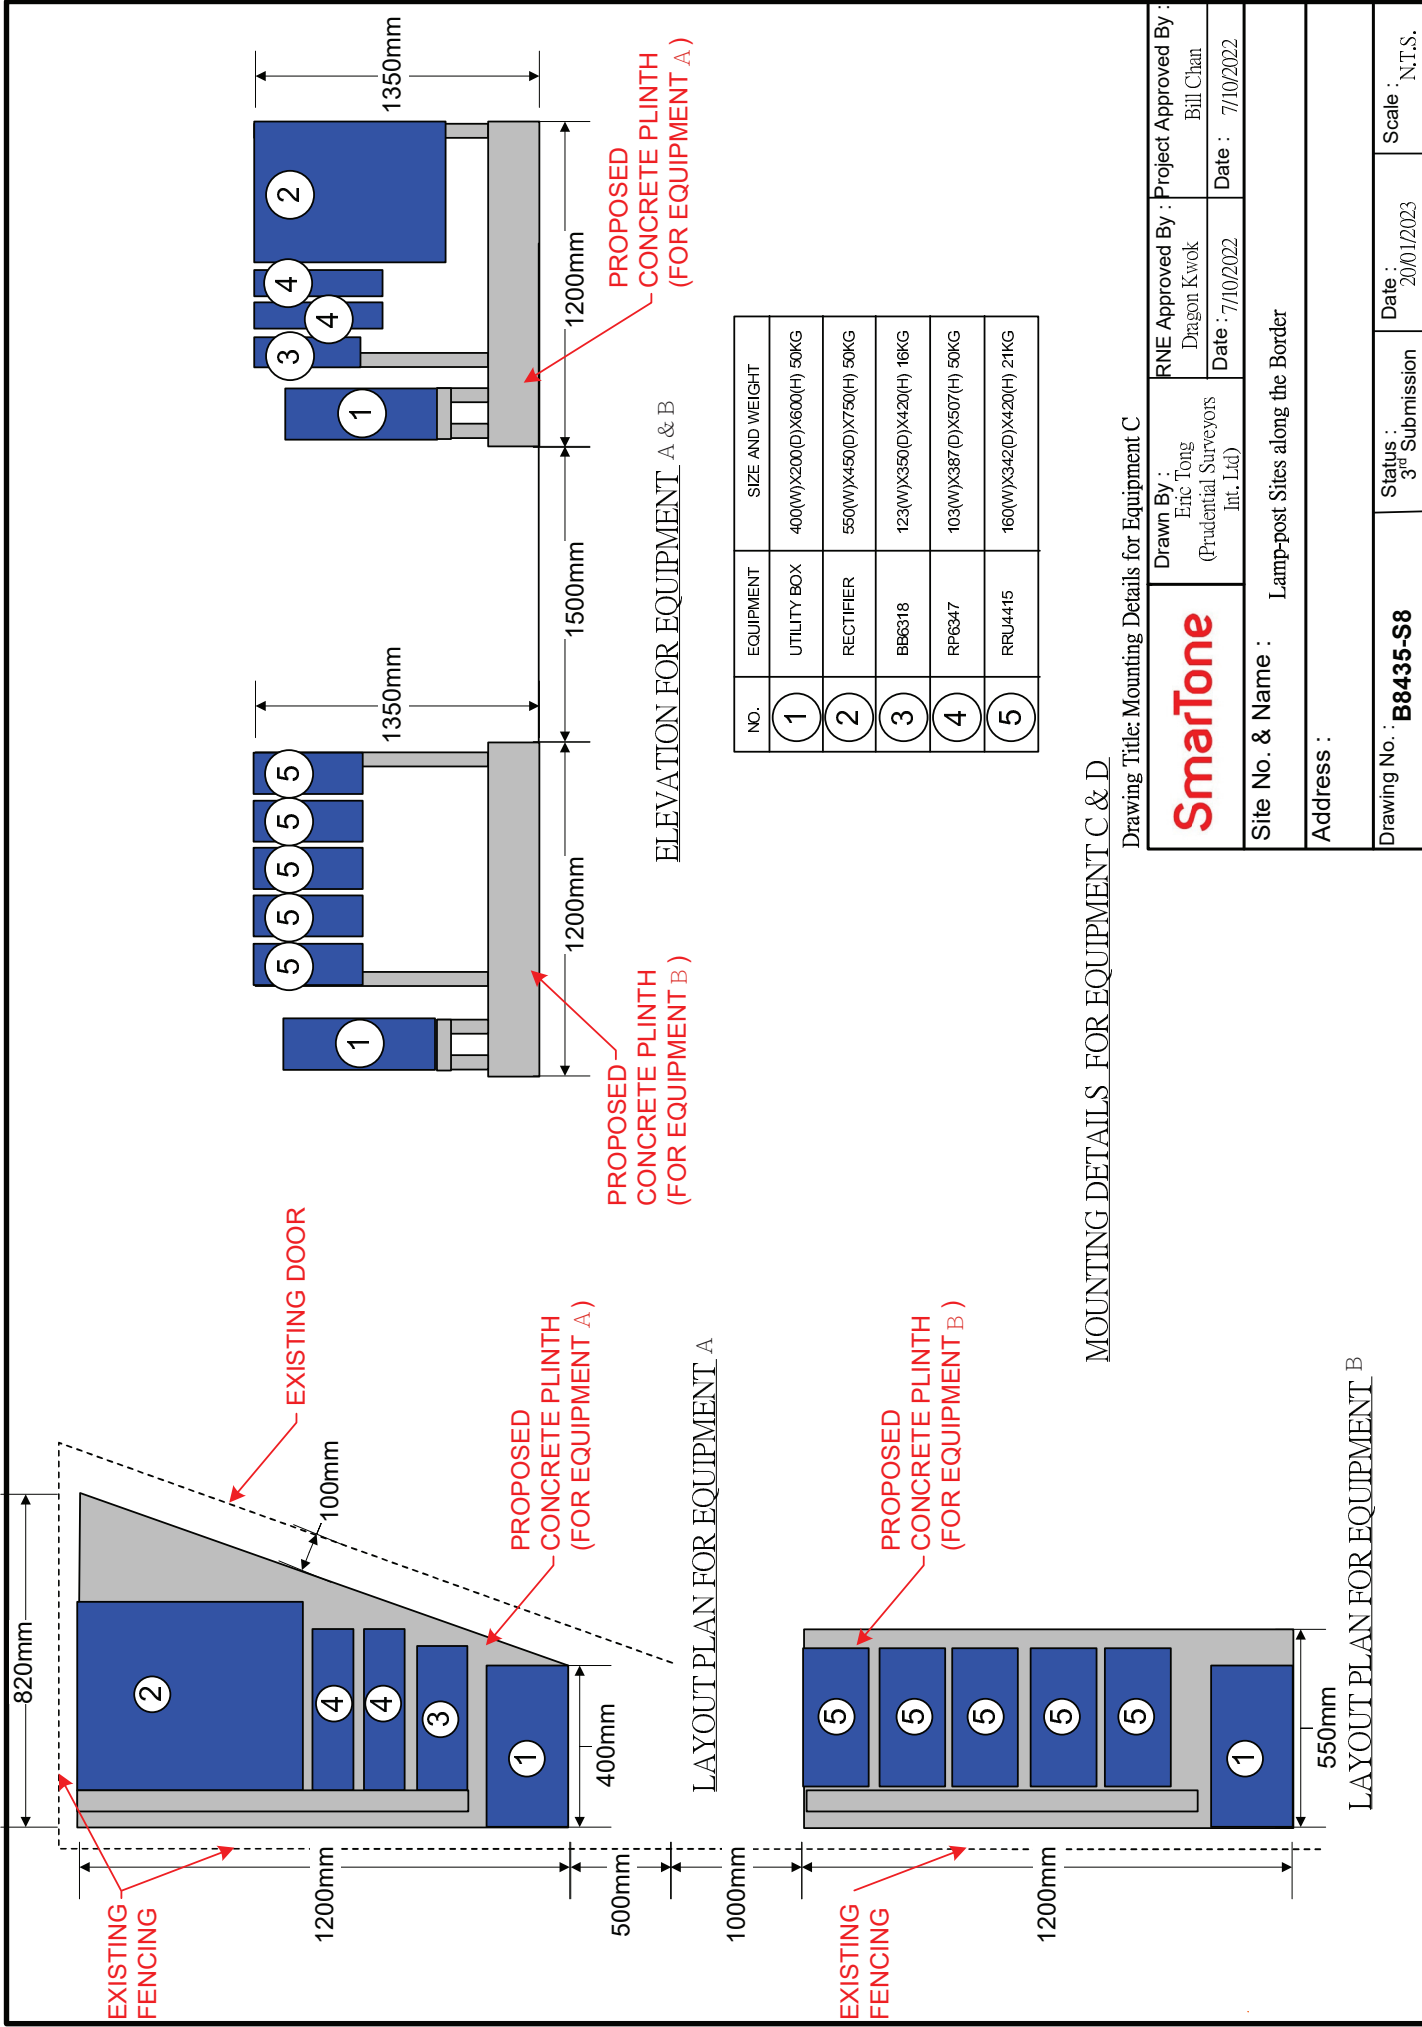 820mm
EXISTING DOOR
100mm
2
4
4
3
1
400mm
PROPOSED
CONCRETE PLINTH
(FOR EQUIPMENT A )
EXISTING
FENCING
1200mm
500mm
1000mm
LAYOUT PLAN FOR EQUIPMENT A
5
5
5
5
5
1
PROPOSED
CONCRETE PLINTH
(FOR EQUIPMENT B )
EXISTING
FENCING
1200mm
550mm
LAYOUT PLAN FOR EQUIPMENT B
1
5
5
5
5
5
1350mm
1200mm
1500mm
PROPOSED
CONCRETE PLINTH
(FOR EQUIPMENT B )
1
3
4
4
2
1350mm
1200mm
PROPOSED
CONCRETE PLINTH
(FOR EQUIPMENT A )
ELEVATION FOR EQUIPMENT A & B
NO. EQUIPMENT SIZE AND WEIGHT
1 UTILITY BOX 400(W)X200(D)X600(H) 50KG
2 RECTIFIER 550(W)X450(D)X750(H) 50KG
3 BB6318 123(W)X350(D)X420(H) 16KG
4 RP6347 103(W)X387(D)X507(H) 50KG
5 RRU4415 160(W)X342(D)X420(H) 21KG
MOUNTING DETAILS FOR EQUIPMENT C & D
Drawing Title: Mounting Details for Equipment C
SmarTone
Drawn By :
Eric Tong
(Prudential Surveyors
Int. Ltd)
RNE Approved By :
Dragon Kwok
Date : 7/10/2022
Project Approved By :
Bill Chan
Date : 7/10/2022
Site No. & Name :
Lamp-post Sites along the Border
Address :
Drawing No. :
B8435-S8
Status :
3rd Submission
Date :
20/01/2023
Scale :
N.T.S.